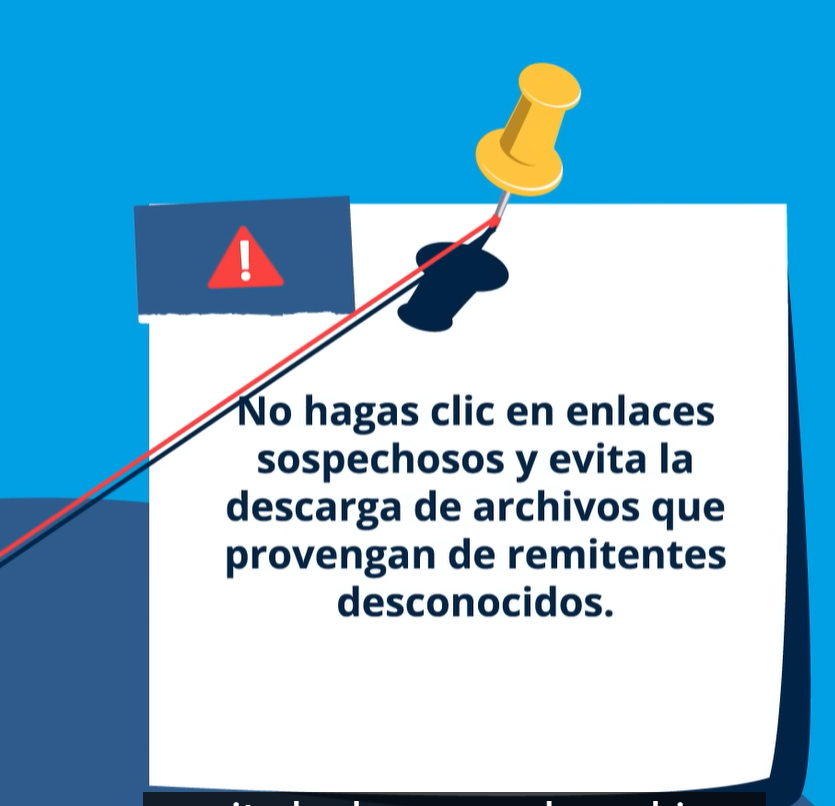 !
No hagas clic en enlaces
sospechosos y evita la
descarga de archivos que
provengan de remitentes
desconocidos.